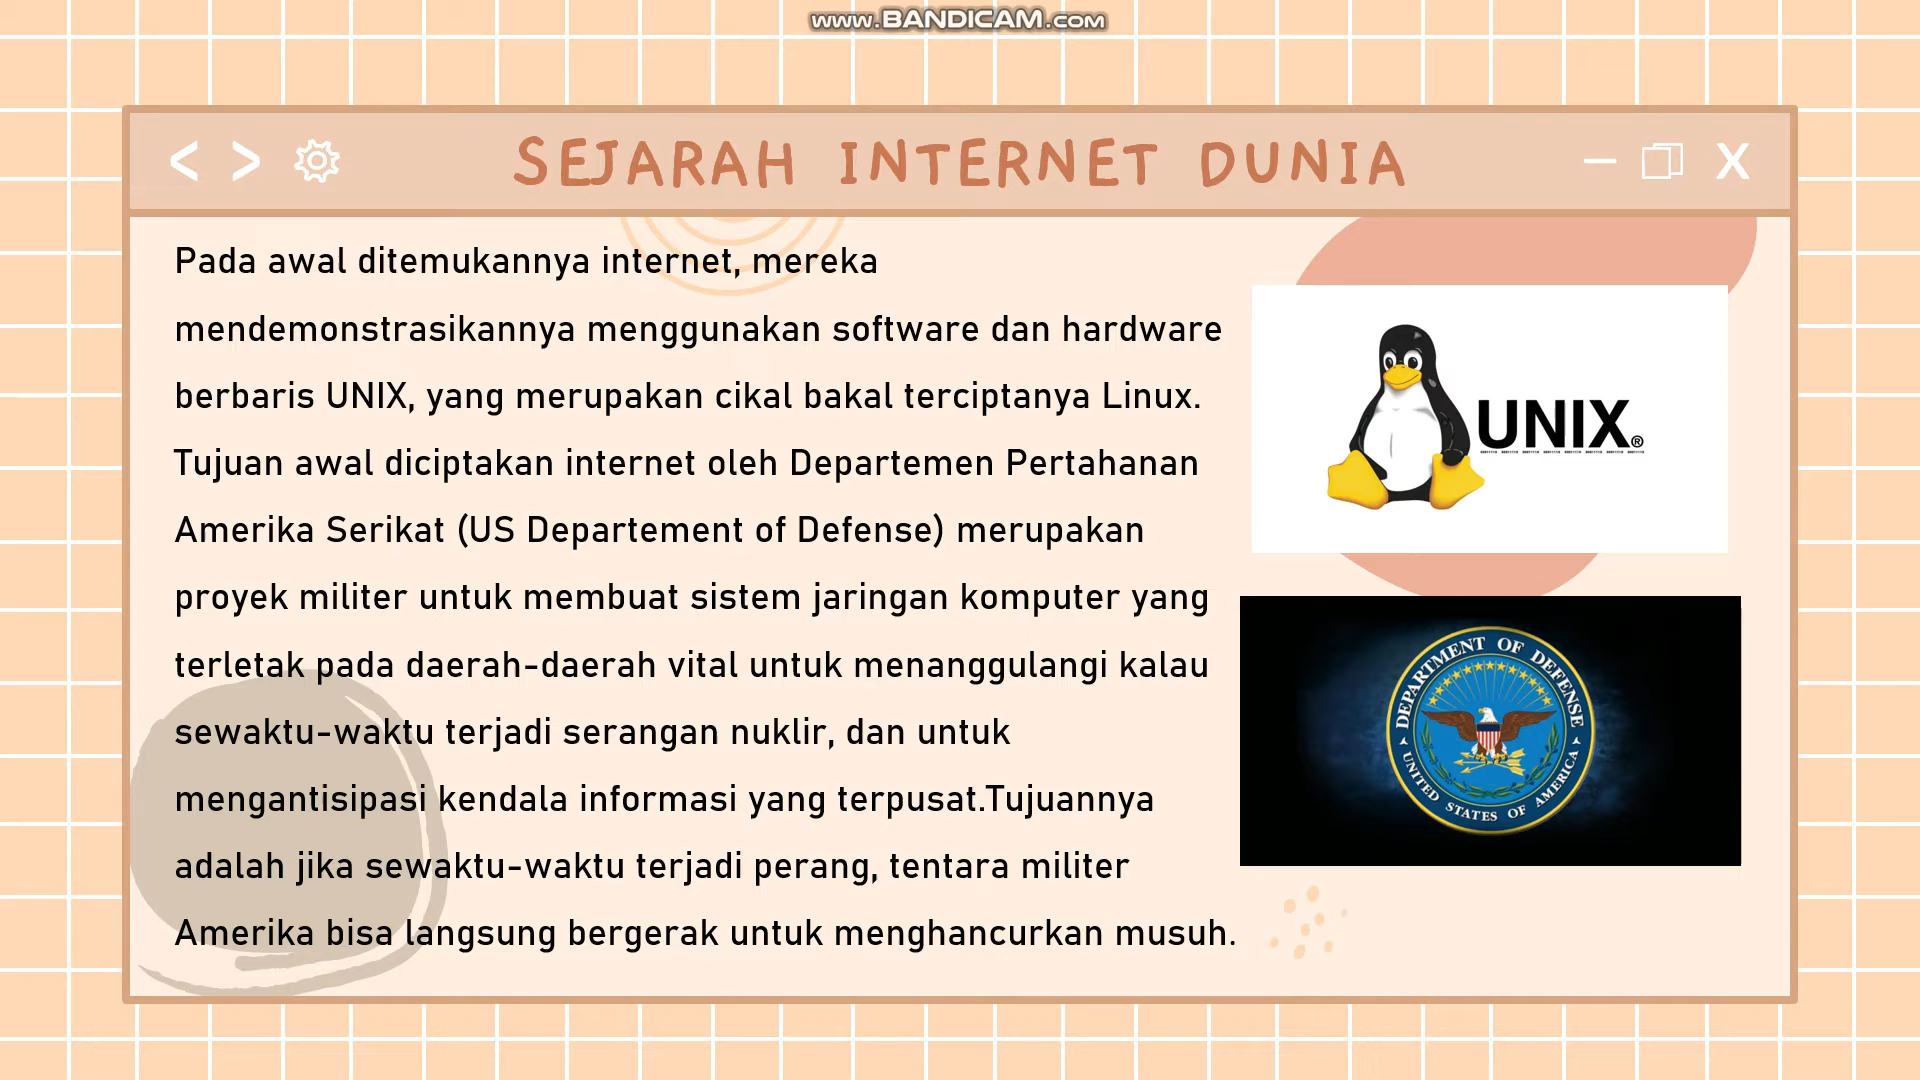 www.BANDICAM.com
< > SEJARAH INTERNET DUNIA – X
Pada awal ditemukannya internet, mereka
mendemonstrasikannya menggunakan software dan hardware
berbaris UNIX, yang merupakan cikal bakal terciptanya Linux.
Tujuan awal diciptakan internet oleh Departemen Pertahanan
Amerika Serikat (US Departement of Defense) merupakan
proyek militer untuk membuat sistem jaringan komputer yang
terletak pada daerah-daerah vital untuk menanggulangi kalau
sewaktu-waktu terjadi serangan nuklir, dan untuk
mengantisipasi kendala informasi yang terpusat.Tujuannya
adalah jika sewaktu-waktu terjadi perang, tentara militer
Amerika bisa langsung bergerak untuk menghancurkan musuh.
UNIX®
DEPARTMENT OF DEFENSE
UNITED STATES OF AMERICA